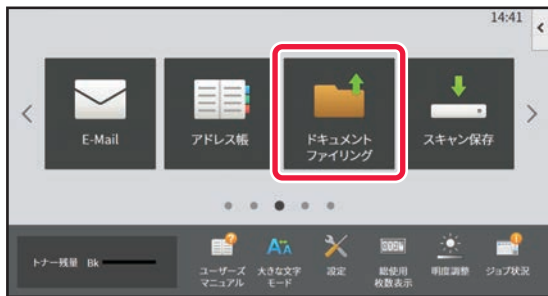 14:41
E-Mail
アドレス帳
ドキュメント
ファイリング
スキャン保存
トナー残量 Bk
ユーザーズ
マニュアル
大きな文字
モード
設定
総使用
枚数表示
明度調整
ジョブ状況